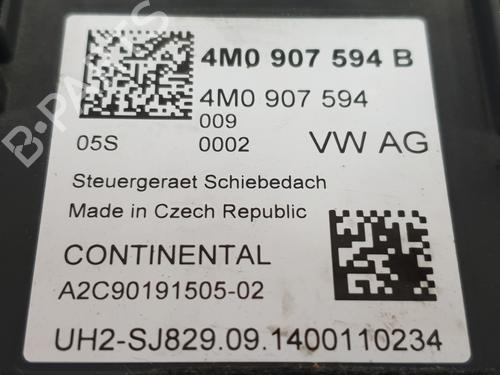 4M0 907 594 B
4M0 907 594
009
05S 0002 VW AG
Steuergeraet Schiebedach
Made in Czech Republic
CONTINENTAL
A2C90191505-02
UH2-SJ829.09.1400110234
B-PARTS